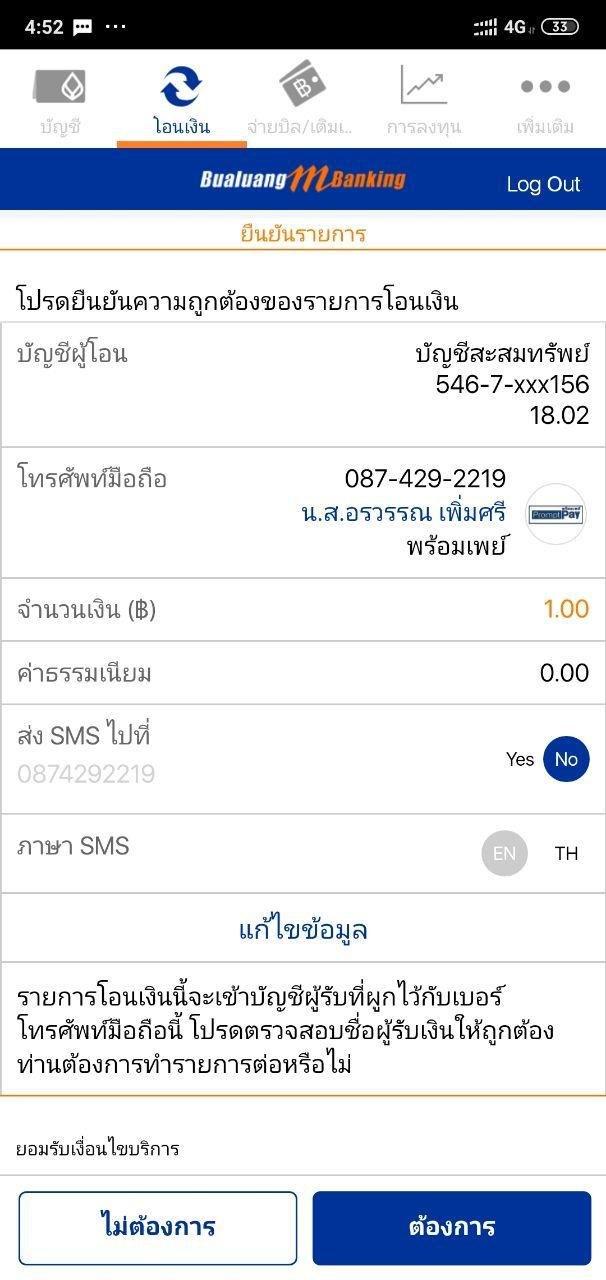 4:52
4G
33
บัญชี
โอนเงิน
จ่ายบิล/เติมเ..
การลงทุน
เพิ่มเติม
Bualuang mBanking
Log Out
ยืนยันรายการ
โปรดยืนยันความถูกต้องของรายการโอนเงิน
บัญชีผู้โอน
บัญชีสะสมทรัพย์
546-7-xxx156
18.02
โทรศัพท์มือถือ
087-429-2219
น.ส.อรวรรณ เพิ่มศรี
พร้อมเพย์
PromptPay
จำนวนเงิน (฿)
1.00
ค่าธรรมเนียม
0.00
ส่ง SMS ไปที่
0874292219
Yes
No
ภาษา SMS
EN
TH
แก้ไขข้อมูล
รายการโอนเงินนี้จะเข้าบัญชีผู้รับที่ผูกไว้กับเบอร์
โทรศัพท์มือถือนี้ โปรดตรวจสอบชื่อผู้รับเงินให้ถูกต้อง
ท่านต้องการทำรายการต่อหรือไม่
ยอมรับเงื่อนไขบริการ
ไม่ต้องการ
ต้องการ